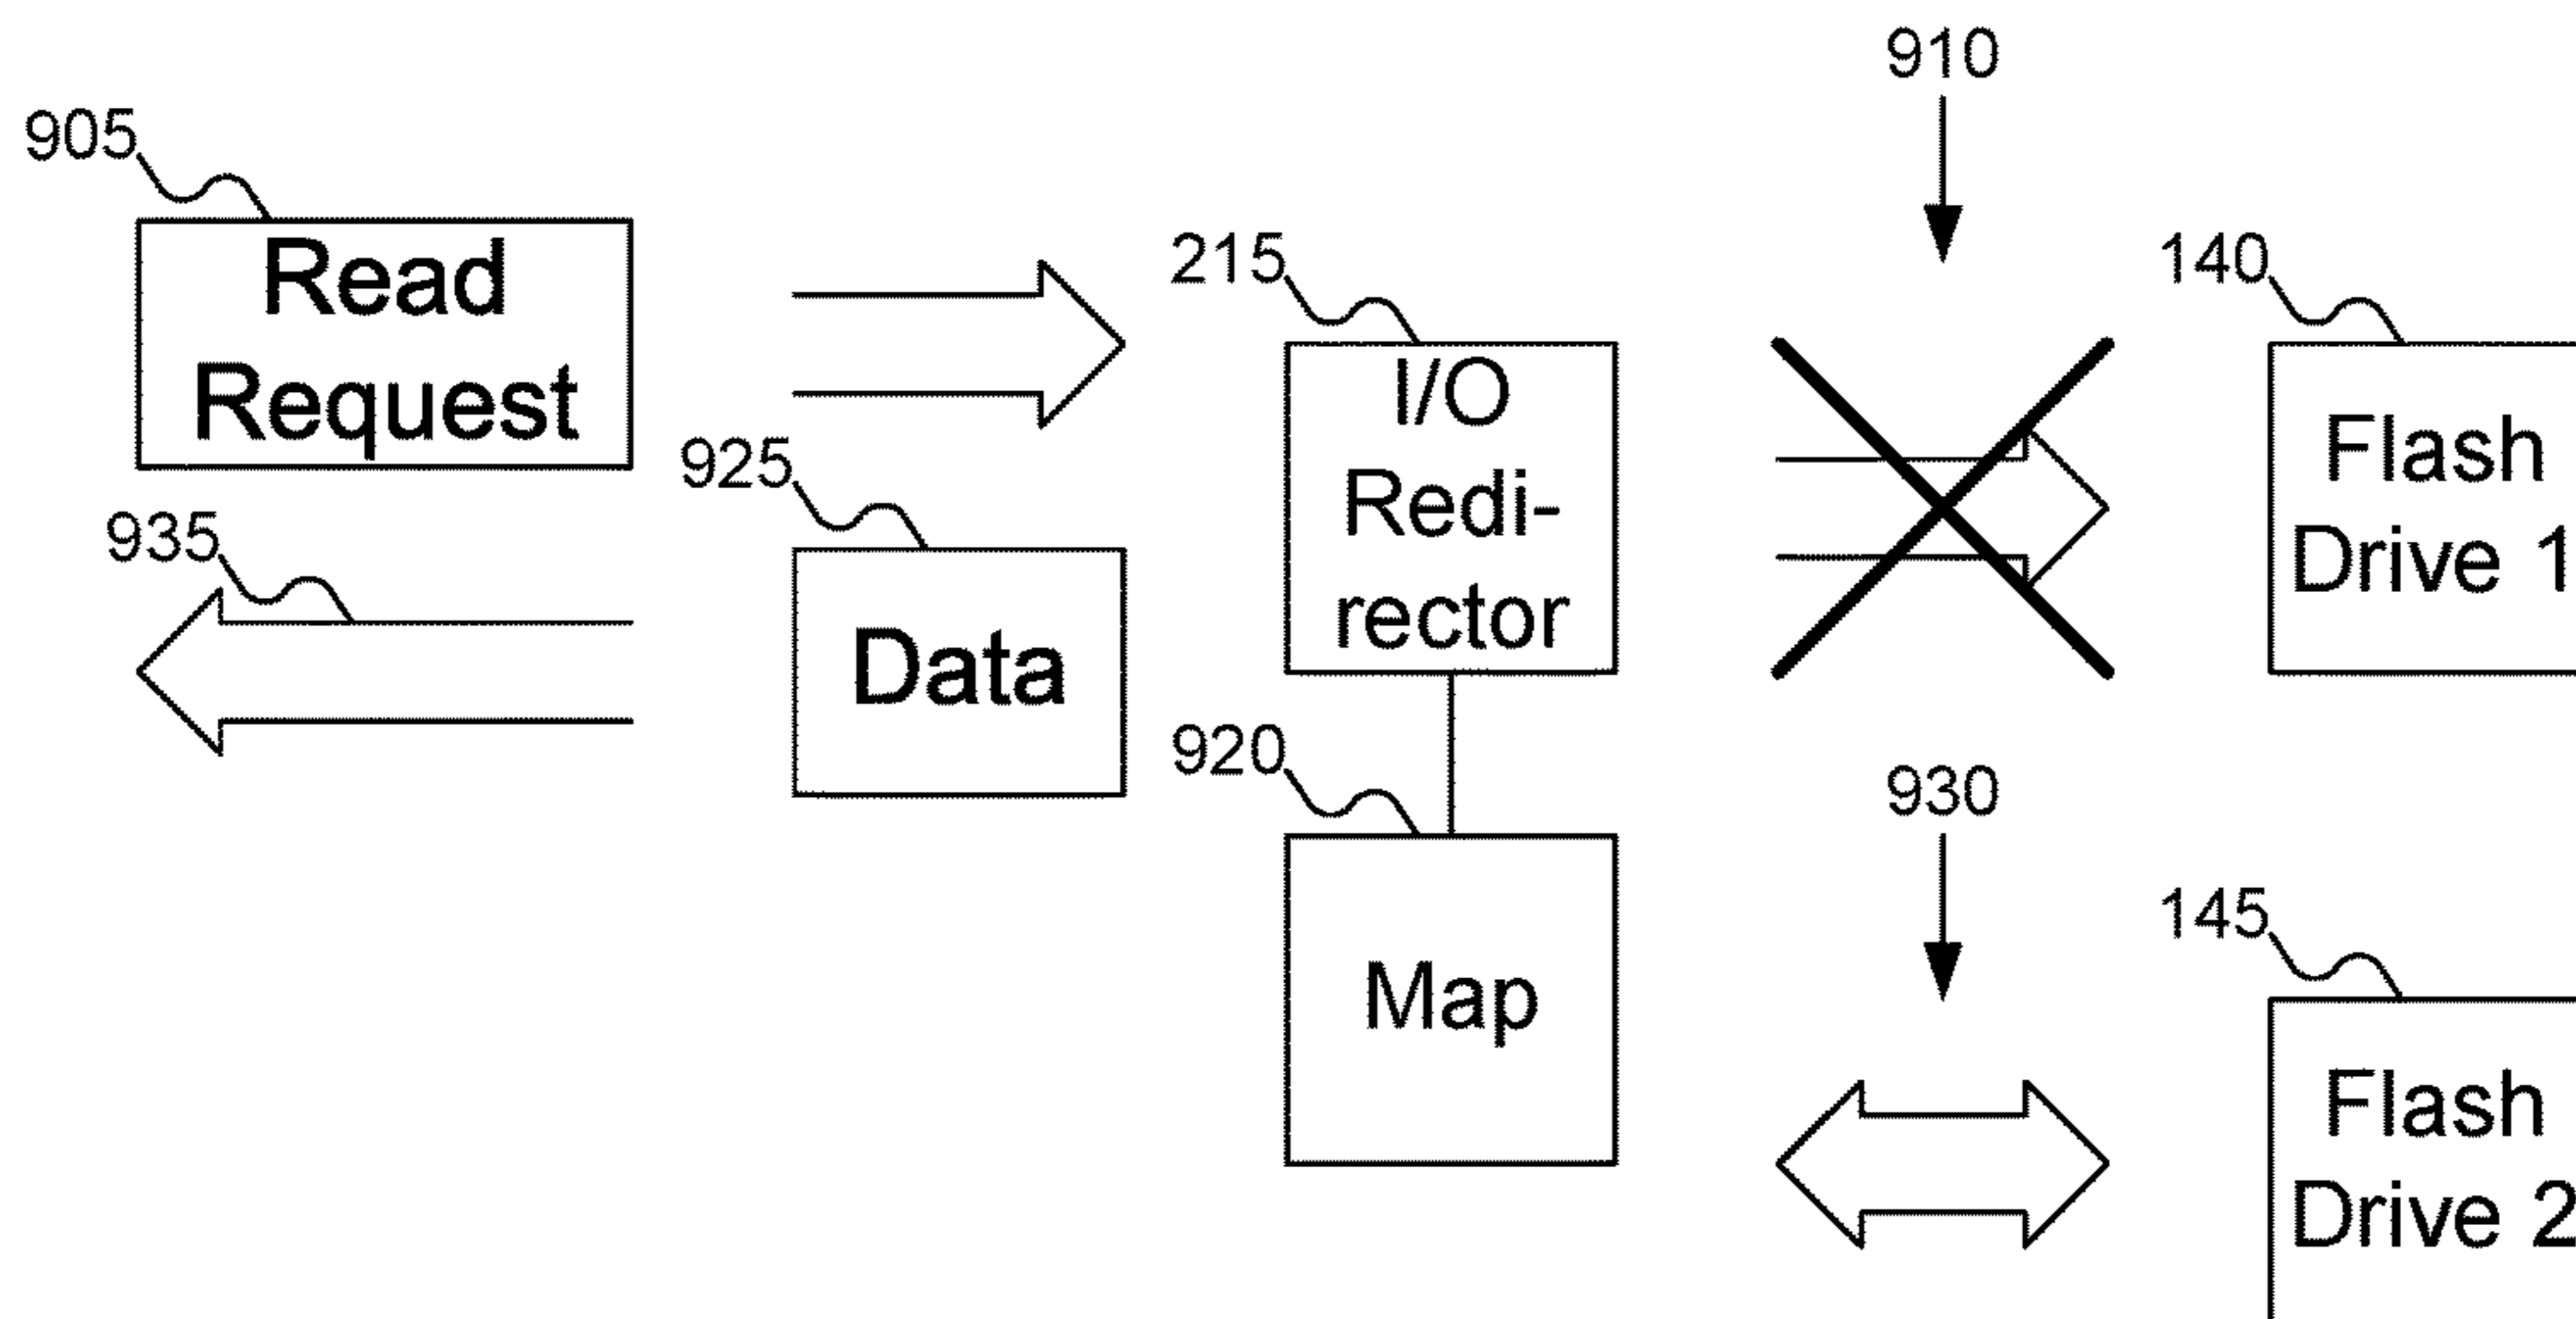 910
905
Read
Request
215
I/O
Redi-
rector
140
Flash
Drive 1
925
Data
935
920
Map
930
145
Flash
Drive 2